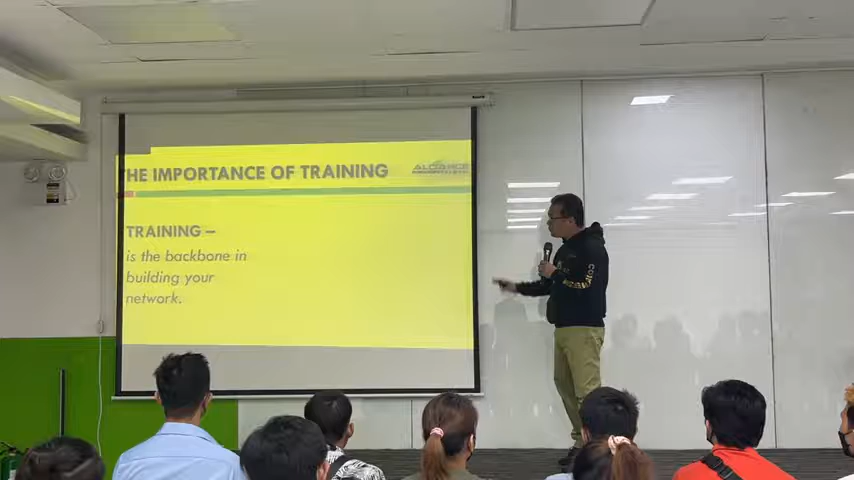 THE IMPORTANCE OF TRAINING
TRAINING –
is the backbone in
building your
network.